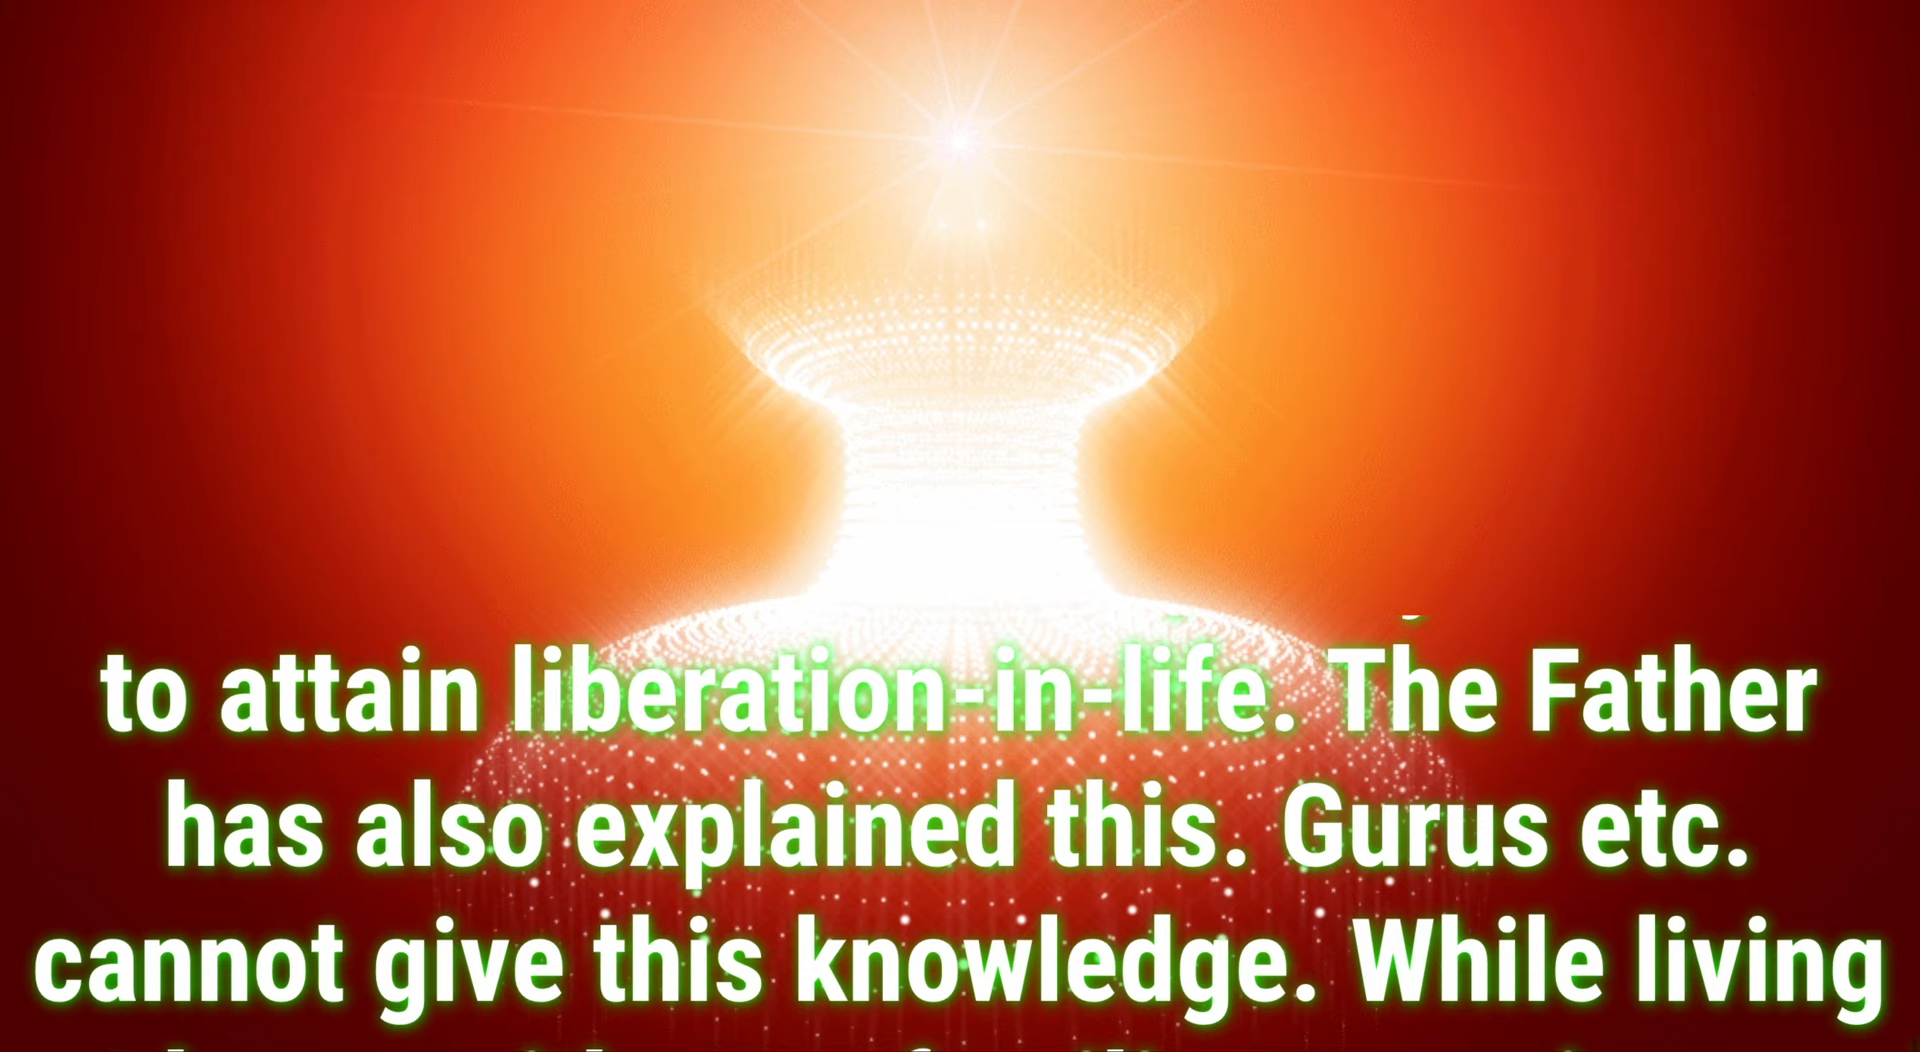 to attain liberation-in-life. The Father
has also explained this. Gurus etc.
cannot give this knowledge. While living